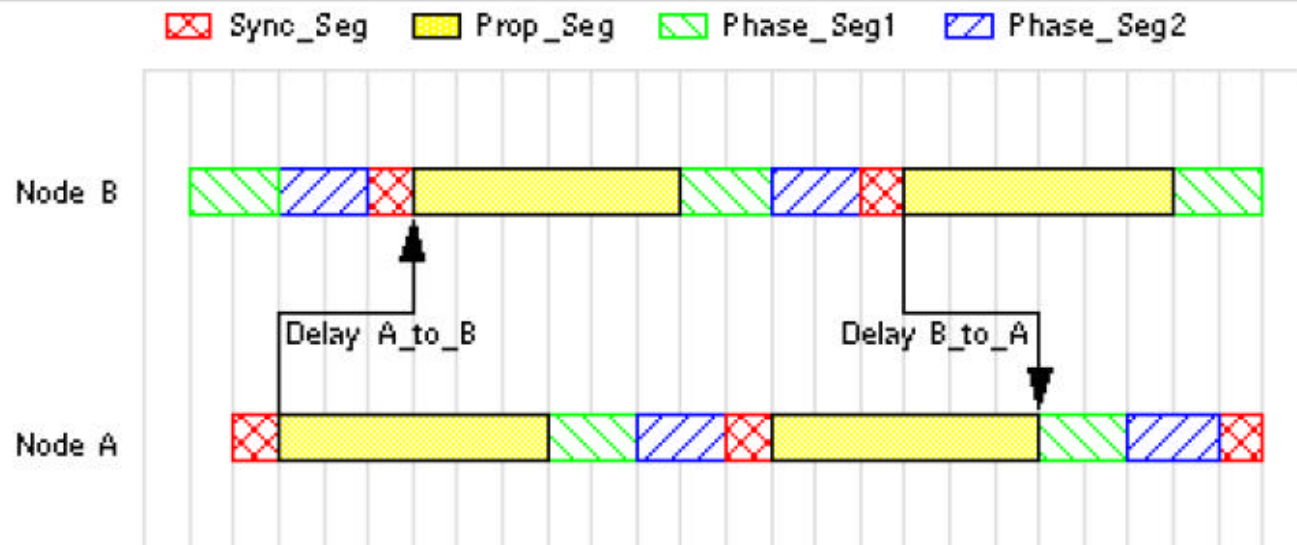 Sync_Seg Prop_Seg Phase_Seg1 Phase_Seg2
Node B
Delay A_to_B Delay B_to_A
Node A